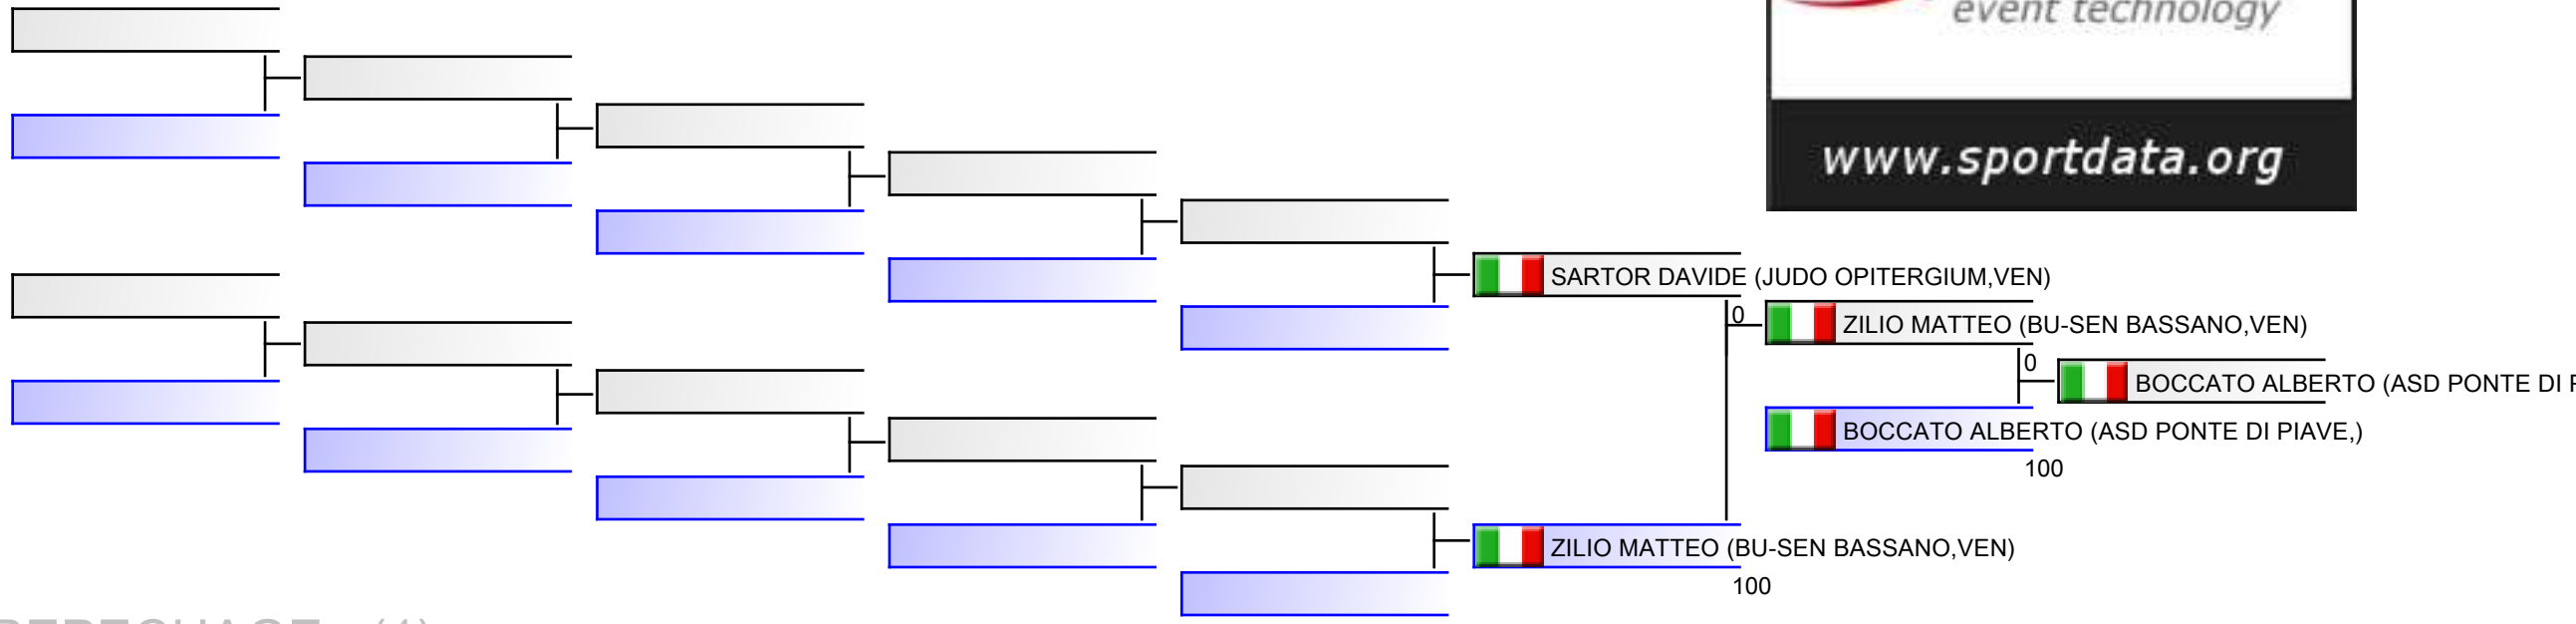 event technology
www.sportdata.org
SARTOR DAVIDE (JUDO OPITERGIUM,VEN)
0
ZILIO MATTEO (BU-SEN BASSANO,VEN)
0
BOCCATO ALBERTO (ASD PONTE DI
BOCCATO ALBERTO (ASD PONTE DI PIAVE,)
100
ZILIO MATTEO (BU-SEN BASSANO,VEN)
100